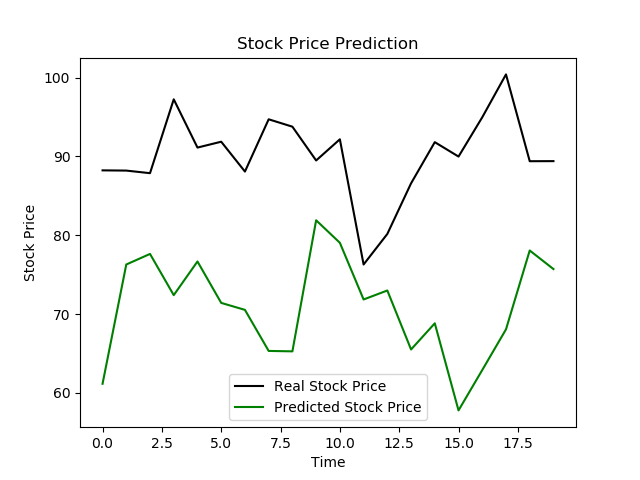 Stock Price Prediction
Stock Price
100
90
80
70
60
Real Stock Price
Predicted Stock Price
0.0 2.5 5.0 7.5 10.0 12.5 15.0 17.5
Time